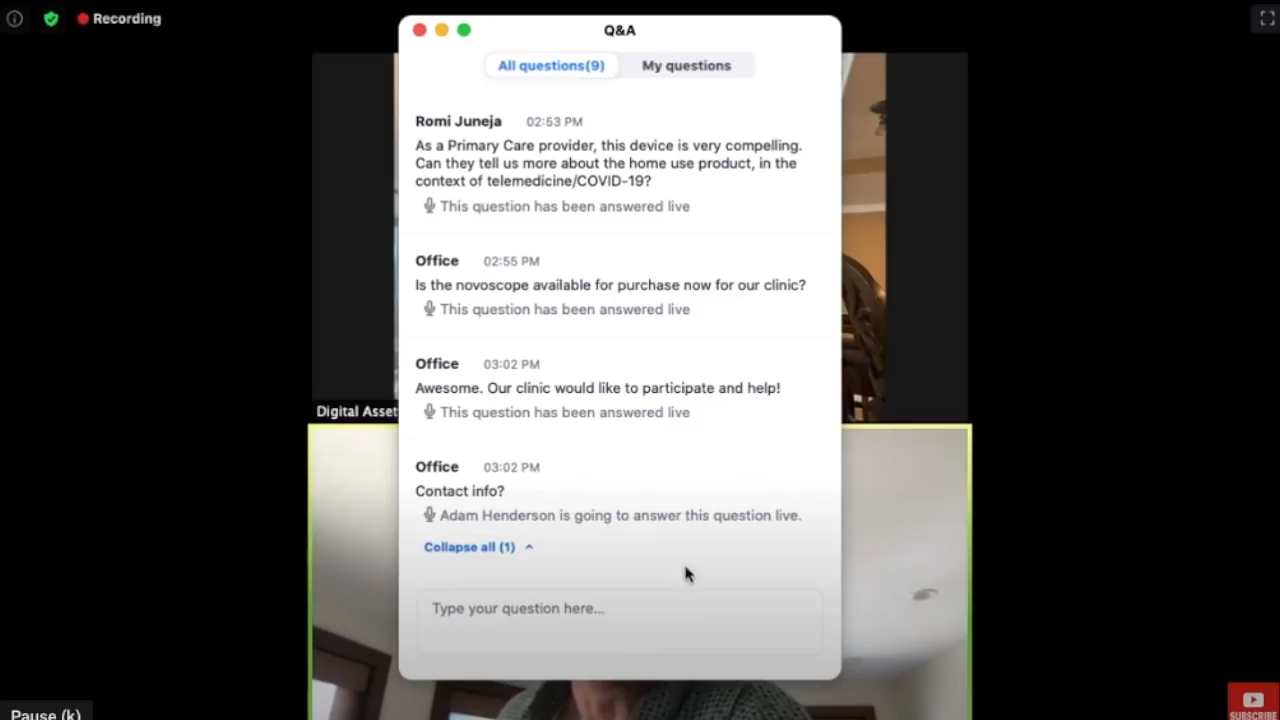 Recording
Q&A
All questions(9)
My questions
Romi Juneja 02:53 PM
As a Primary Care provider, this device is very compelling.
Can they tell us more about the home use product, in the
context of telemedicine/COVID-19?
This question has been answered live
Office 02:55 PM
Is the novoscope available for purchase now for our clinic?
This question has been answered live
Office 03:02 PM
Awesome. Our clinic would like to participate and help!
This question has been answered live
Digital Asset
Office 03:02 PM
Contact info?
Adam Henderson is going to answer this question live.
Collapse all (1)
Type your question here...
Pause (k)
SUBSCRIBE